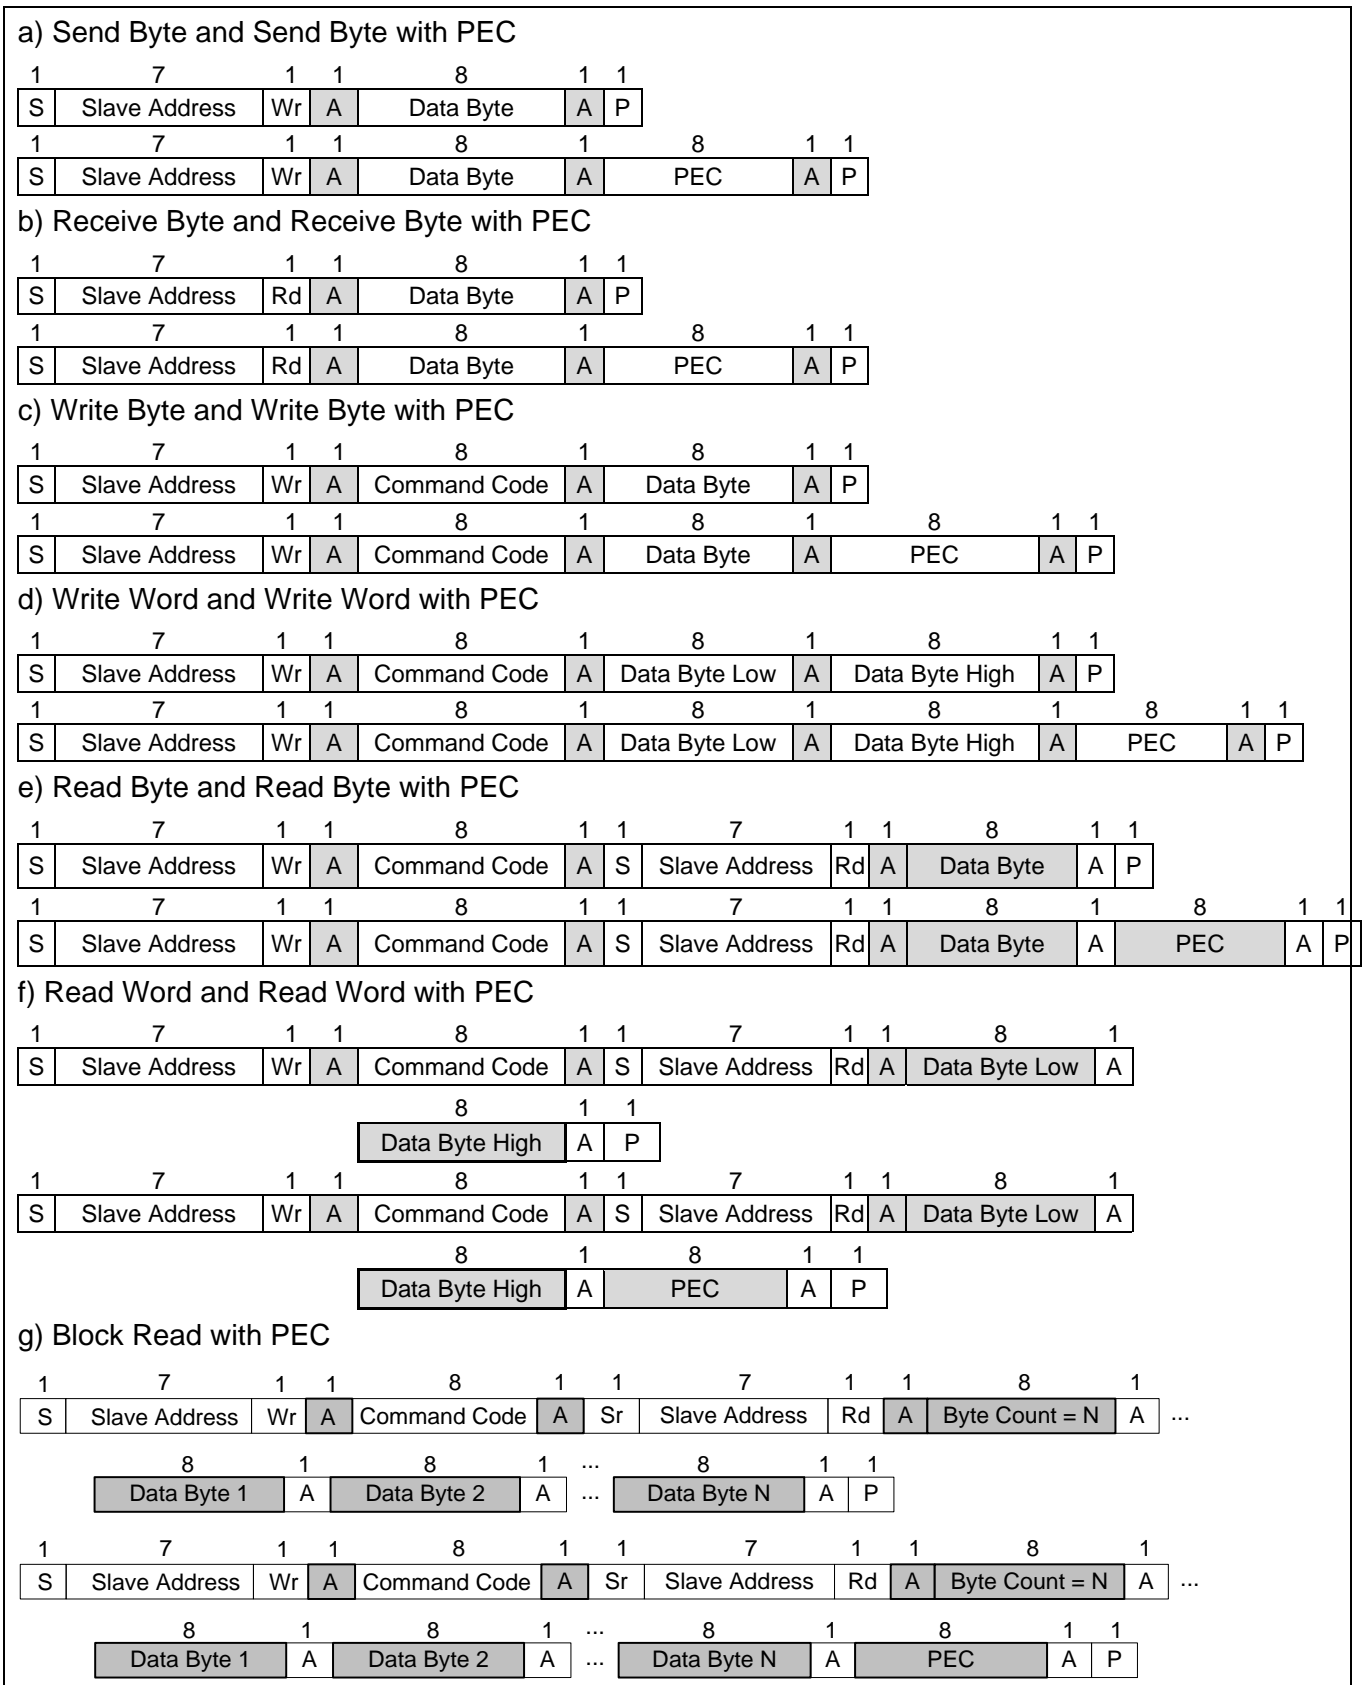 a) Send Byte and Send Byte with PEC
1 7 1 1 8 1 1
S Slave Address Wr A Data Byte A P
1 7 1 1 8 1 8 1 1
S Slave Address Wr A Data Byte A PEC A P
b) Receive Byte and Receive Byte with PEC
1 7 1 1 8 1 1
S Slave Address Rd A Data Byte A P
1 7 1 1 8 1 8 1 1
S Slave Address Rd A Data Byte A PEC A P
c) Write Byte and Write Byte with PEC
1 7 1 1 8 1 8 1 1
S Slave Address Wr A Command Code A Data Byte A P
1 7 1 1 8 1 8 1 8 1 1
S Slave Address Wr A Command Code A Data Byte A PEC A P
d) Write Word and Write Word with PEC
1 7 1 1 8 1 8 1 8 1 1
S Slave Address Wr A Command Code A Data Byte Low A Data Byte High A P
1 7 1 1 8 1 8 1 8 1 8 1 1
S Slave Address Wr A Command Code A Data Byte Low A Data Byte High A PEC A P
e) Read Byte and Read Byte with PEC
1 7 1 1 8 1 1 7 1 1 8 1 1
S Slave Address Wr A Command Code A S Slave Address Rd A Data Byte A P
1 7 1 1 8 1 1 7 1 1 8 1 8 1 1
S Slave Address Wr A Command Code A S Slave Address Rd A Data Byte A PEC A P
f) Read Word and Read Word with PEC
1 7 1 1 8 1 1 7 1 1 8 1
S Slave Address Wr A Command Code A S Slave Address Rd A Data Byte Low A
8 1 1
Data Byte High A P
1 7 1 1 8 1 1 7 1 1 8 1
S Slave Address Wr A Command Code A S Slave Address Rd A Data Byte Low A
8 1 8 1 1
Data Byte High A PEC A P
g) Block Read with PEC
1 7 1 1 8 1 1 7 1 1 8 1
S Slave Address Wr A Command Code A Sr Slave Address Rd A Byte Count = N A ...
8 1 8 1 ... 8 1 1
Data Byte 1 A Data Byte 2 A ... Data Byte N A P
1 7 1 1 8 1 1 7 1 1 8 1
S Slave Address Wr A Command Code A Sr Slave Address Rd A Byte Count = N A ...
8 1 8 1 ... 8 1 8 1 1
Data Byte 1 A Data Byte 2 A ... Data Byte N A PEC A P